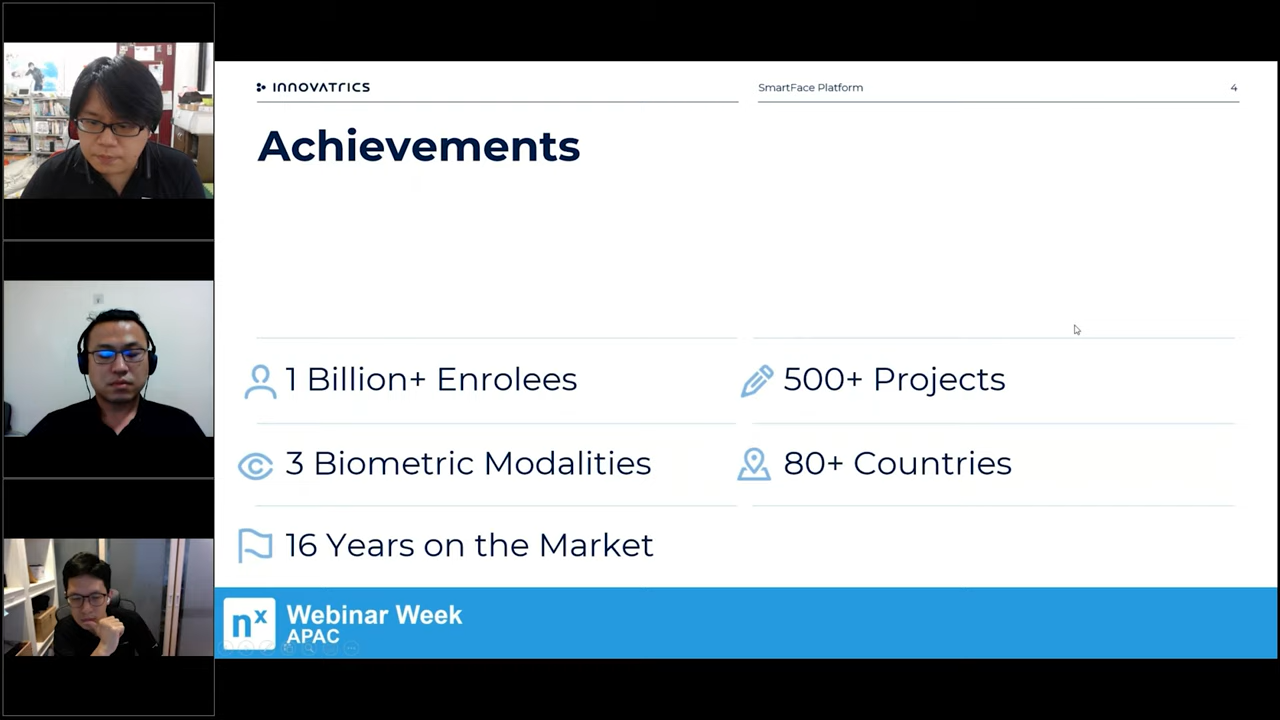 INNOVATRICS
SmartFace Platform
4
Achievements
1 Billion+ Enrolees
500+ Projects
3 Biometric Modalities
80+ Countries
16 Years on the Market
nx
Webinar Week
APAC